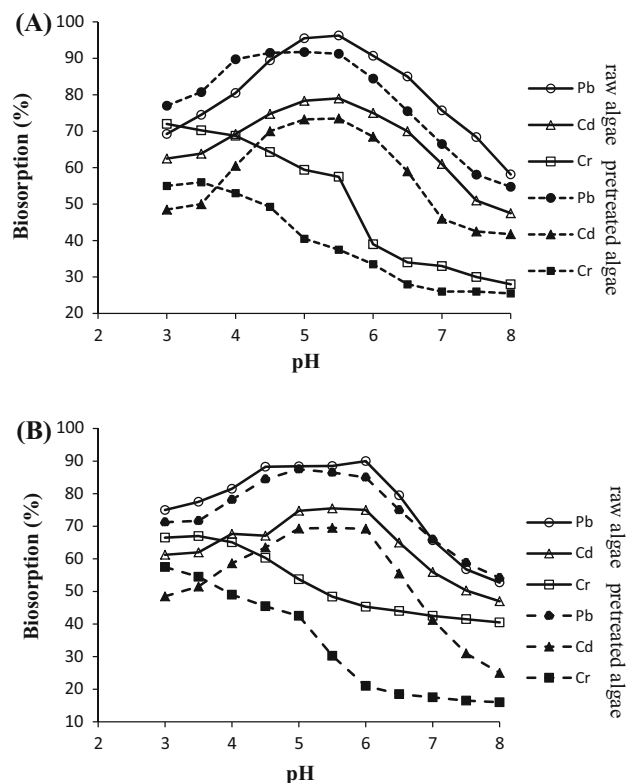 (A)
100
90
80
70
60
50
40
30
20
Biosorption (%)
2 3 4 5 6 7 8
pH
Pb
Cd
Cr
Pb
Cd
Cr
raw algae
pretreated algae
(B)
100
90
80
70
60
50
40
30
20
10
Biosorption (%)
2 3 4 5 6 7 8
pH
Pb
Cd
Cr
Pb
Cd
Cr
raw algae
pretreated algae